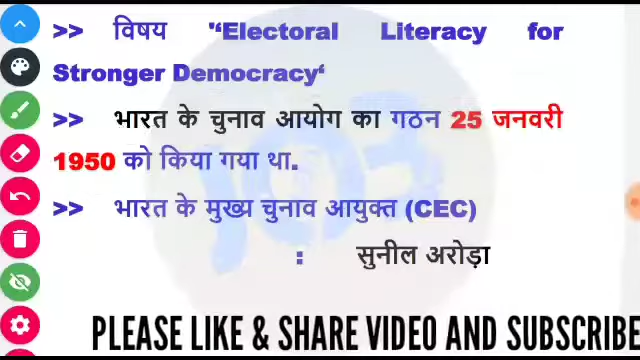 >> विषय '‘Electoral Literacy for
Stronger Democracy‘
>> भारत के चुनाव आयोग का गठन 25 जनवरी
1950 को किया गया था.
>> भारत के मुख्य चुनाव आयुक्त (CEC)
: सुनील अरोड़ा
PLEASE LIKE & SHARE VIDEO AND SUBSCRIBE